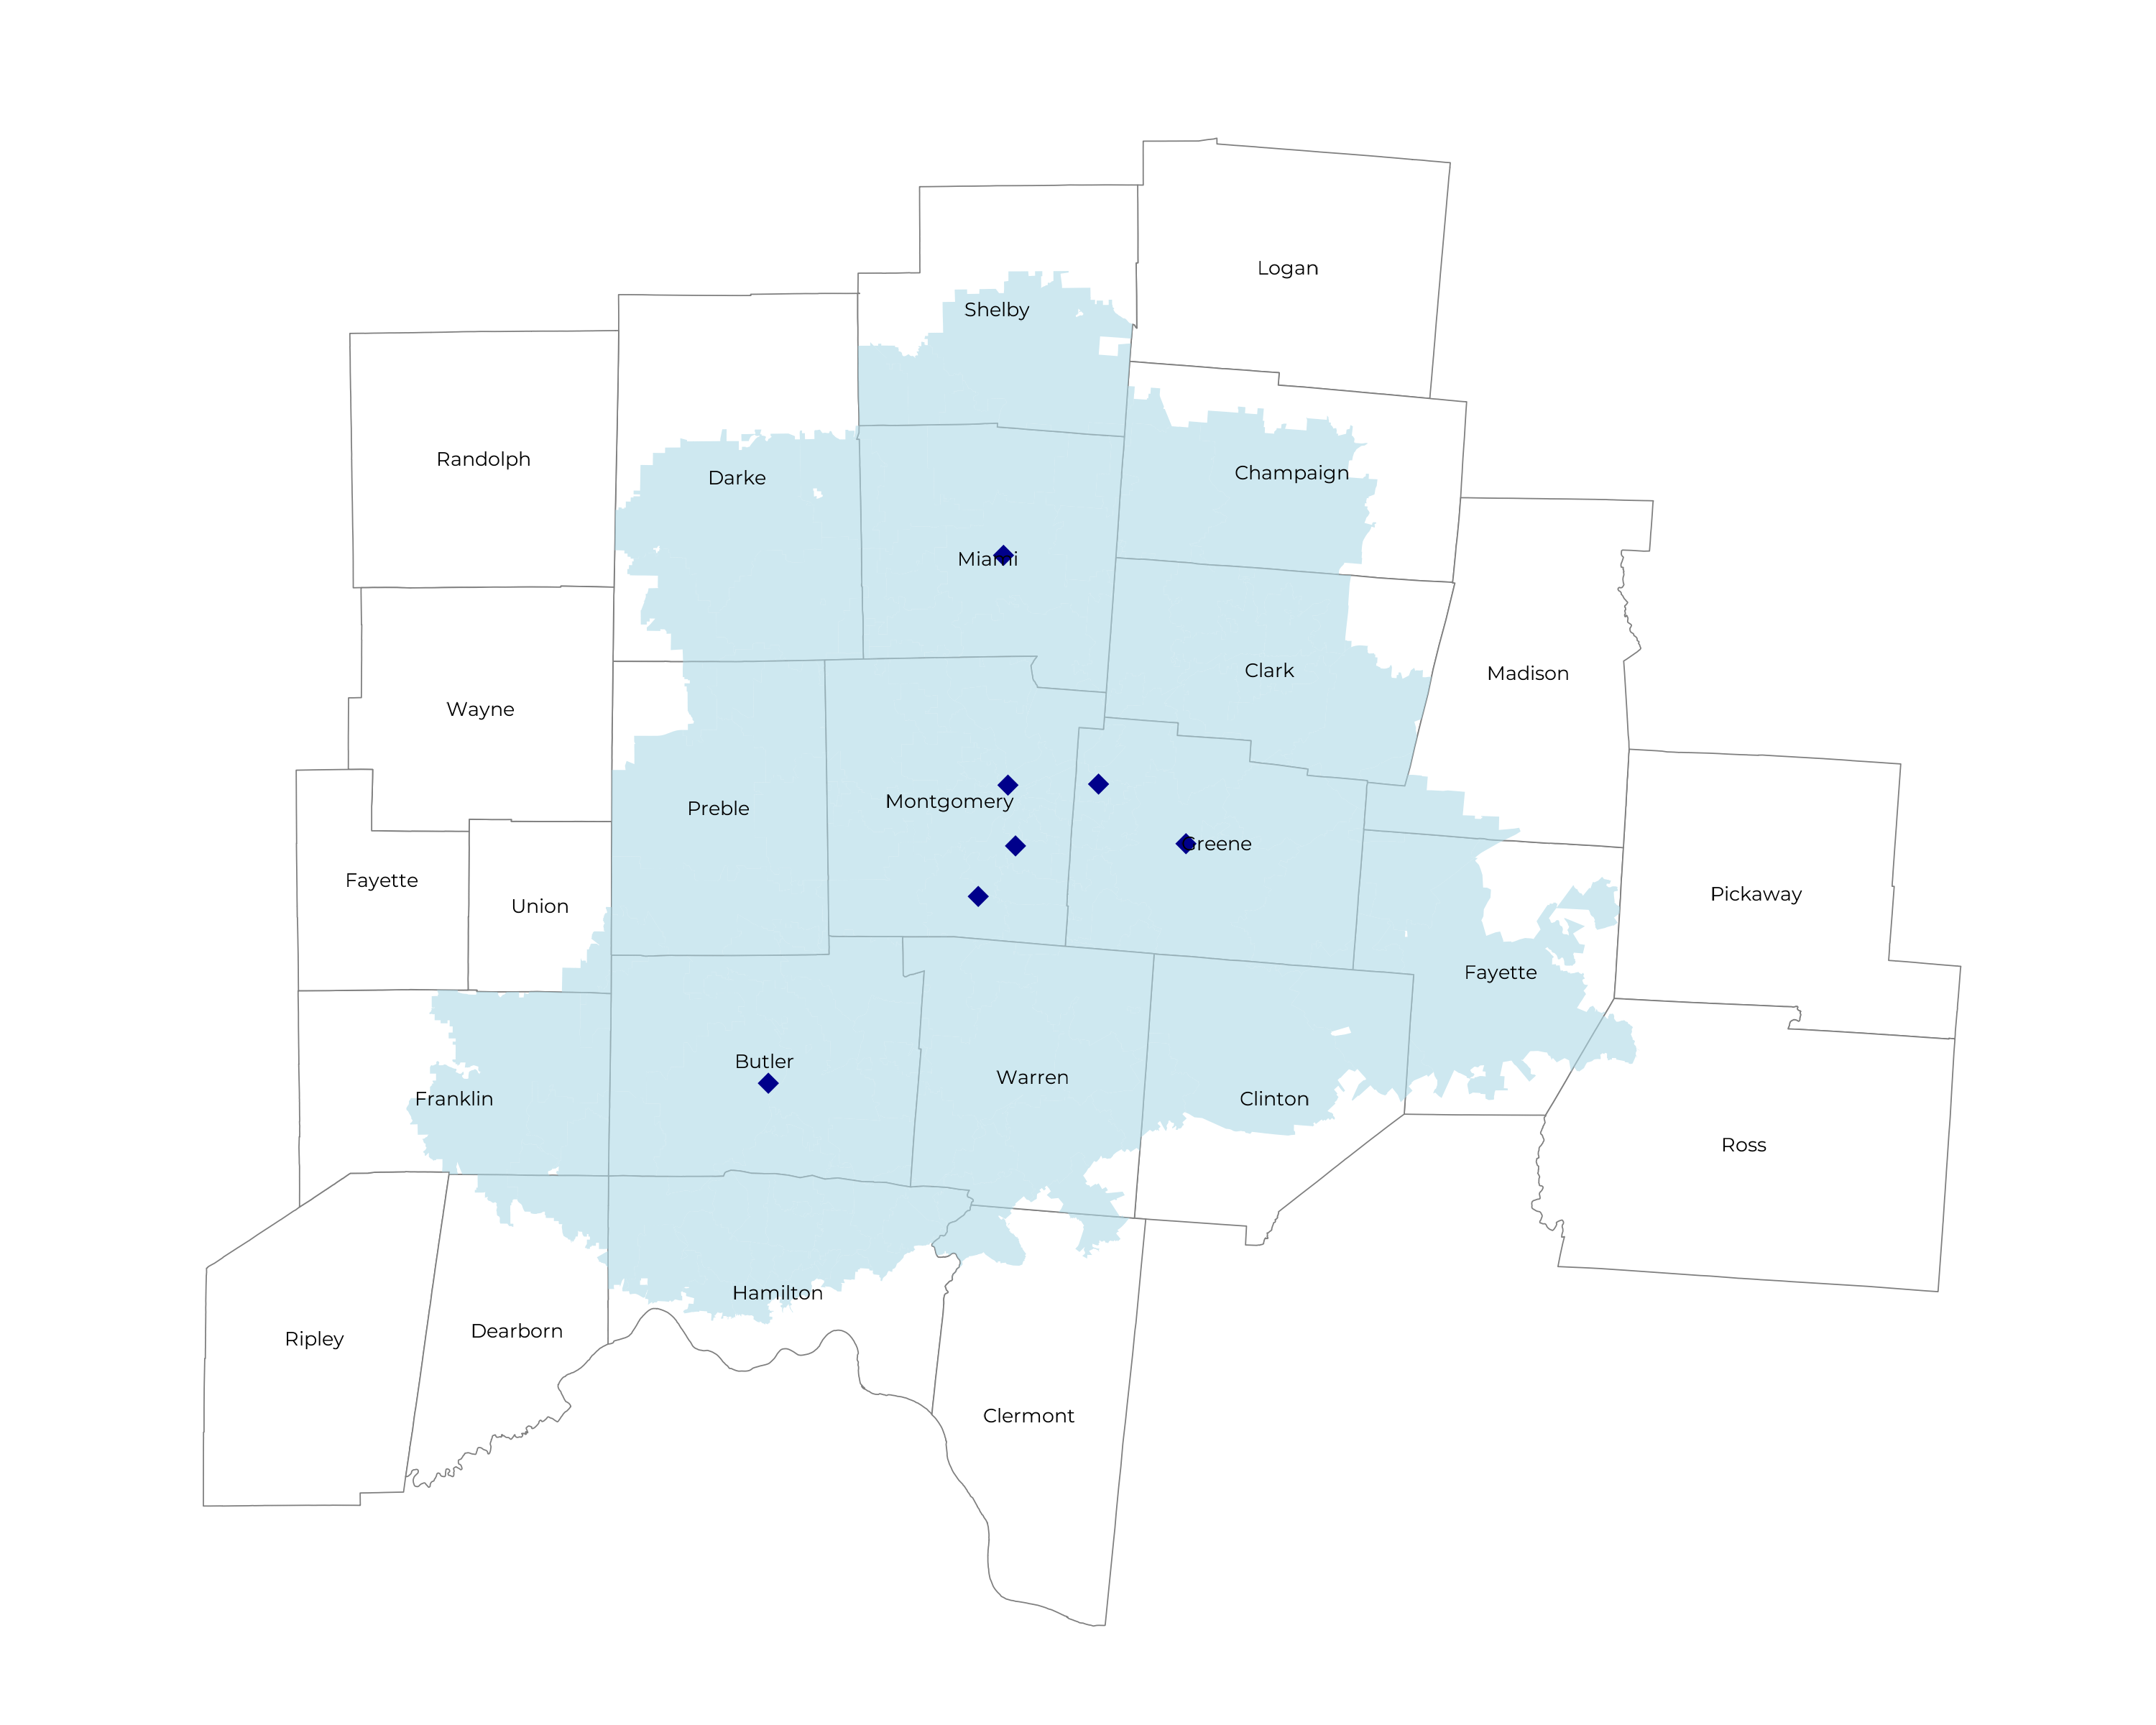 Logan
Shelby
Randolph
Darke
Champaign
Miami
Clark
Madison
Wayne
Montgomery
Preble
Greene
Fayette
Pickaway
Union
Fayette
Butler
Warren
Franklin
Clinton
Ross
Hamilton
Dearborn
Ripley
Clermont